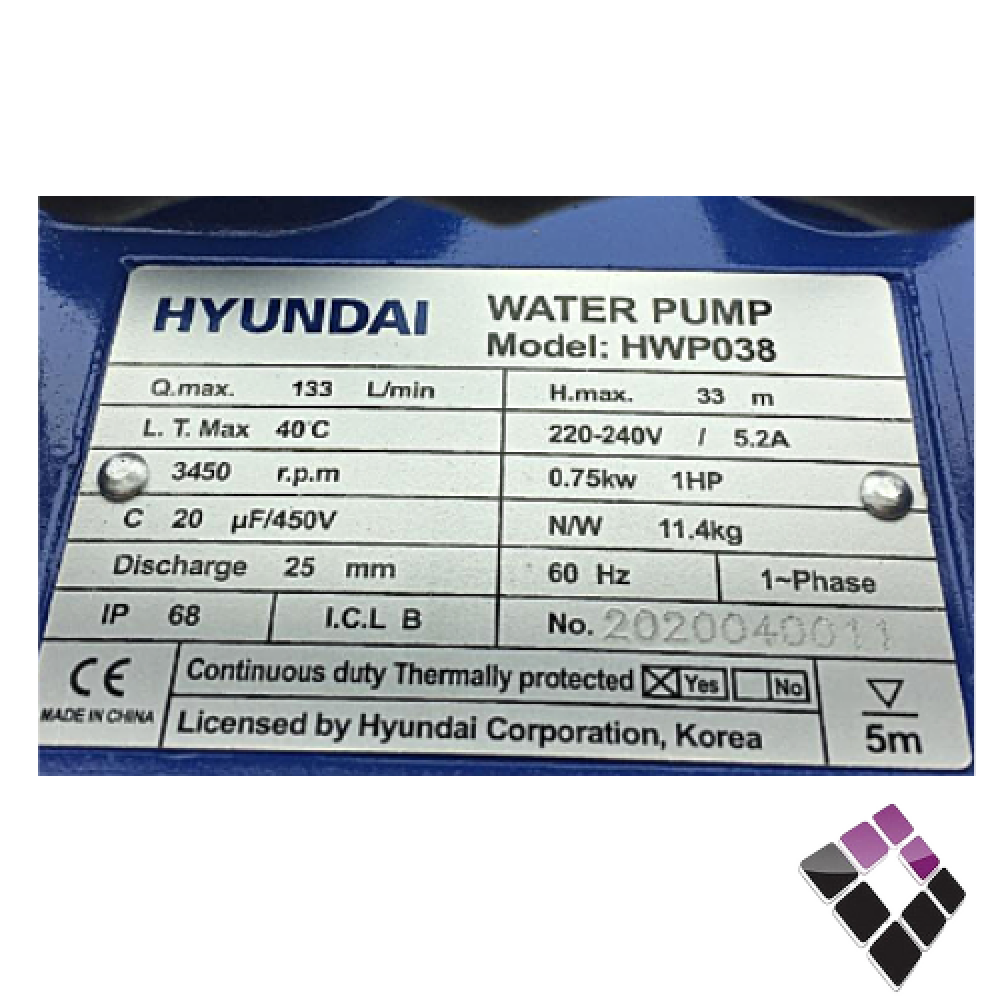 HYUNDAI WATER PUMP
Model: HWP038
Q.max. 133 L/min H.max. 33 m
L. T. Max 40°C 220-240V / 5.2A
3450 r.p.m 0.75kw 1HP
C 20 µF/450V N/W 11.4kg
Discharge 25 mm 60 Hz 1~Phase
IP 68 I.C.L B No. 2020040011
CE Continuous duty Thermally protected Yes No
MADE IN CHINA Licensed by Hyundai Corporation, Korea 5m